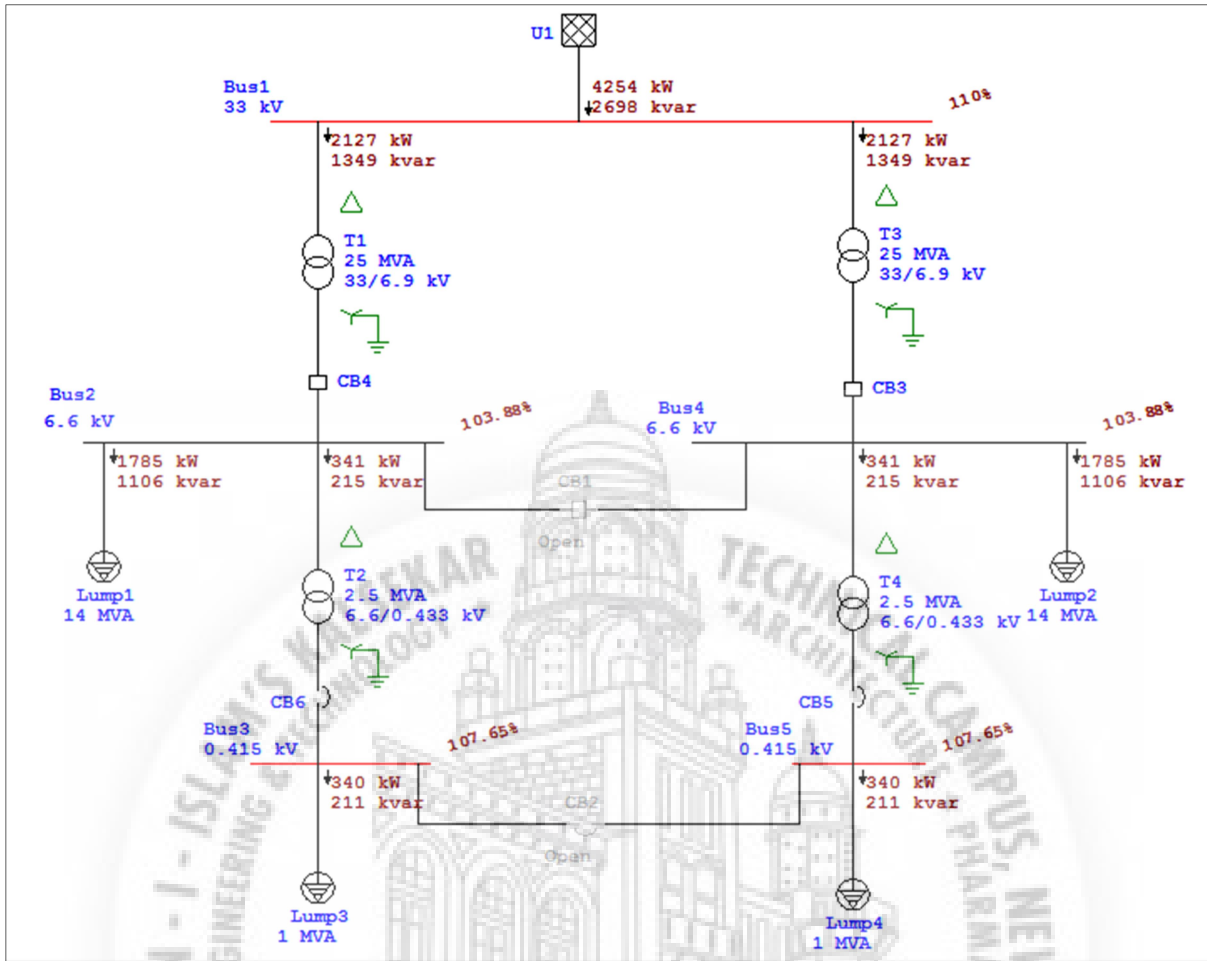 U1
Bus1
33 kV
4254 kW
2698 kvar
110%
2127 kW
1349 kvar
2127 kW
1349 kvar
T1
25 MVA
33/6.9 kV
T3
25 MVA
33/6.9 kV
CB4
CB3
Bus2
6.6 kV
103.88%
Bus4
6.6 kV
103.88%
1785 kW
1106 kvar
341 kW
215 kvar
341 kW
215 kvar
1785 kW
1106 kvar
CB1
Open
T2
2.5 MVA
6.6/0.433 kV
T4
2.5 MVA
6.6/0.433 kV
Lump1
14 MVA
Lump2
14 MVA
CB6
CB5
Bus3
0.415 kV
107.65%
Bus5
0.415 kV
107.65%
340 kW
211 kvar
340 kW
211 kvar
CB2
Open
Lump3
1 MVA
Lump4
1 MVA
- I - ISLAM'S KALSEKAR
TECHNICAL CAMPUS,
ARCHITECTURE